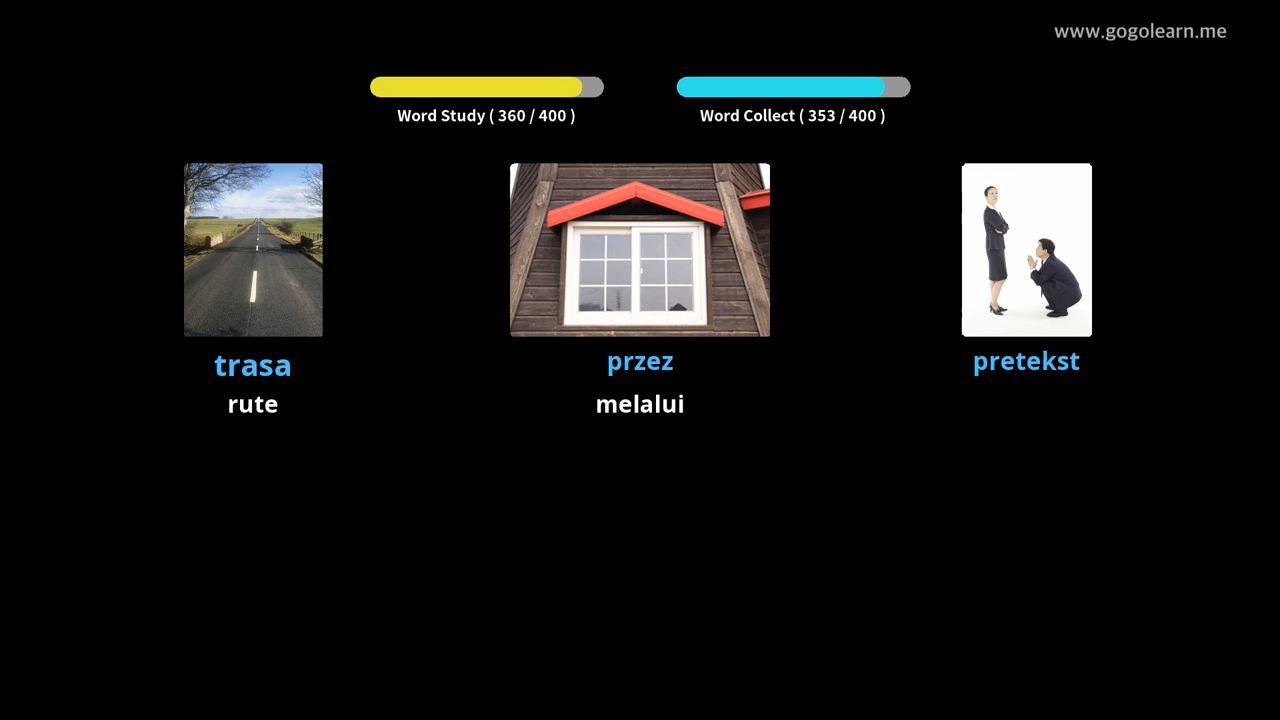 www.gogolearn.me
Word Study ( 360 / 400 )
Word Collect ( 353 / 400 )
trasa
przez
pretekst
rute
melalui